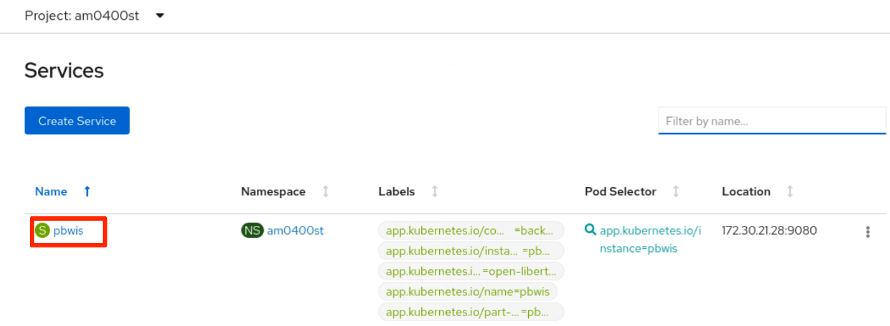 Project: am0400st
Services
Create Service
Filter by name...
Name Namespace Labels Pod Selector Location
S pbwis NS am0400st app.kubernetes.io/co... =back... app.kubernetes.io/i 172.30.21.28:9080
app.kubernetes.io/insta... =pb... nstance=pbwis
app.kubernetes.i... =open-libert...
app.kubernetes.io/name=pbwis
app.kubernetes.io/part-... =pb...